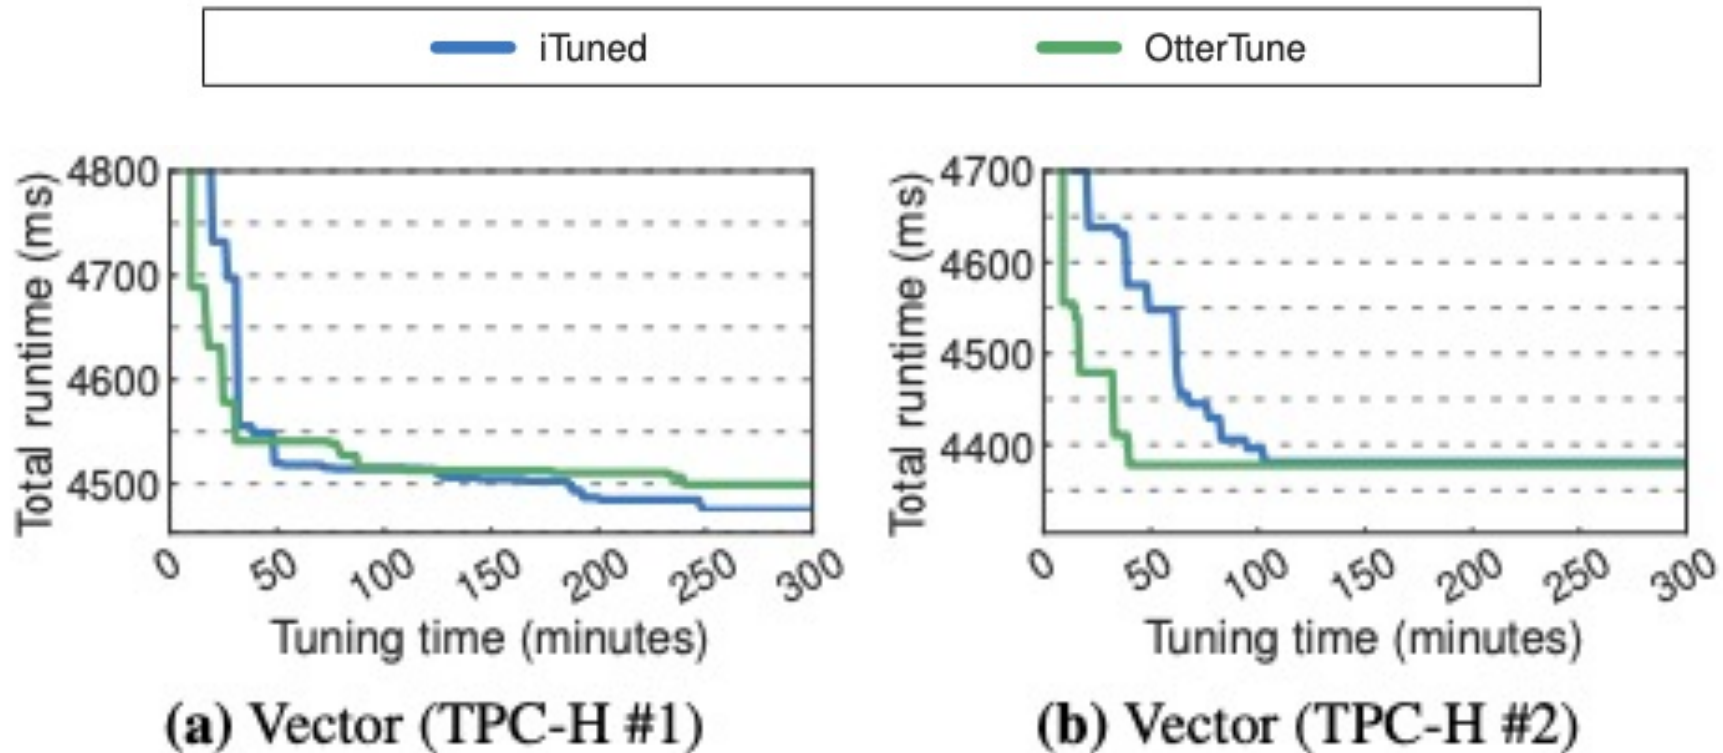 iTuned OtterTune
4800
4700
4600
4500
Total runtime (ms)
0 50 100 150 200 250 300
Tuning time (minutes)
(a) Vector (TPC-H #1)
4700
4600
4500
4400
Total runtime (ms)
0 50 100 150 200 250 300
Tuning time (minutes)
(b) Vector (TPC-H #2)